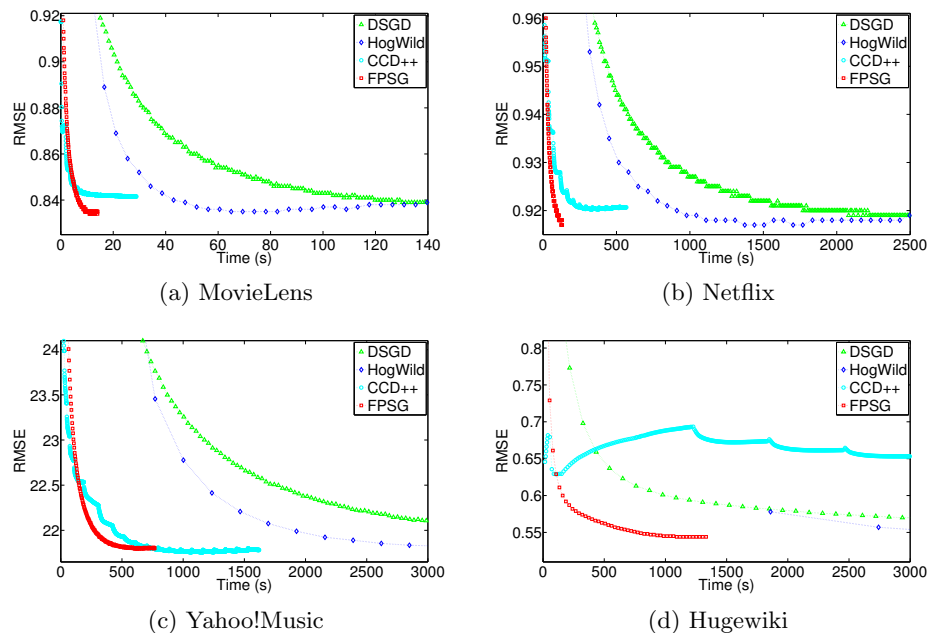 0.92
0.9
0.88
0.86
0.84
RMSE
0 20 40 60 80 100 120 140
Time (s)
DSGD
HogWild
CCD++
FPSG
(a) MovieLens
0.96
0.95
0.94
0.93
0.92
RMSE
0 500 1000 1500 2000 2500
Time (s)
DSGD
HogWild
CCD++
FPSG
(b) Netflix
24
23.5
23
22.5
22
RMSE
0 500 1000 1500 2000 2500 3000
Time (s)
DSGD
HogWild
CCD++
FPSG
(c) Yahoo!Music
0.8
0.75
0.7
0.65
0.6
0.55
RMSE
0 500 1000 1500 2000 2500 3000
Time (s)
DSGD
HogWild
CCD++
FPSG
(d) Hugewiki